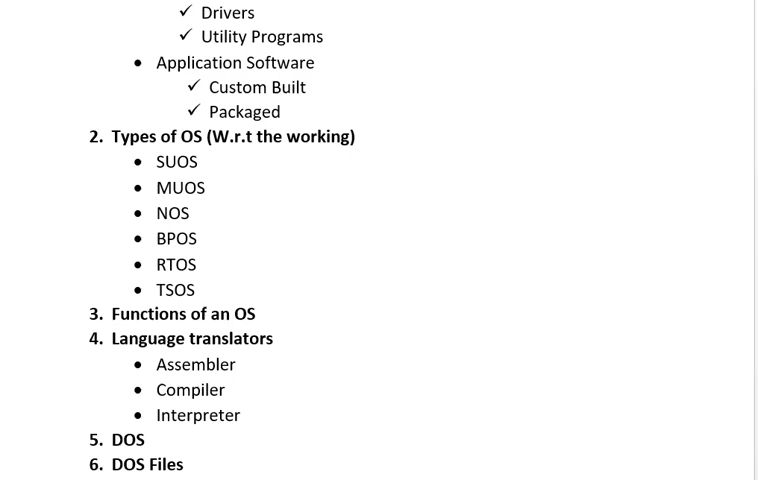 ✓ Drivers
✓ Utility Programs
• Application Software
✓ Custom Built
✓ Packaged
2. Types of OS (W.r.t the working)
• SUOS
• MUOS
• NOS
• BPOS
• RTOS
• TSOS
3. Functions of an OS
4. Language translators
• Assembler
• Compiler
• Interpreter
5. DOS
6. DOS Files